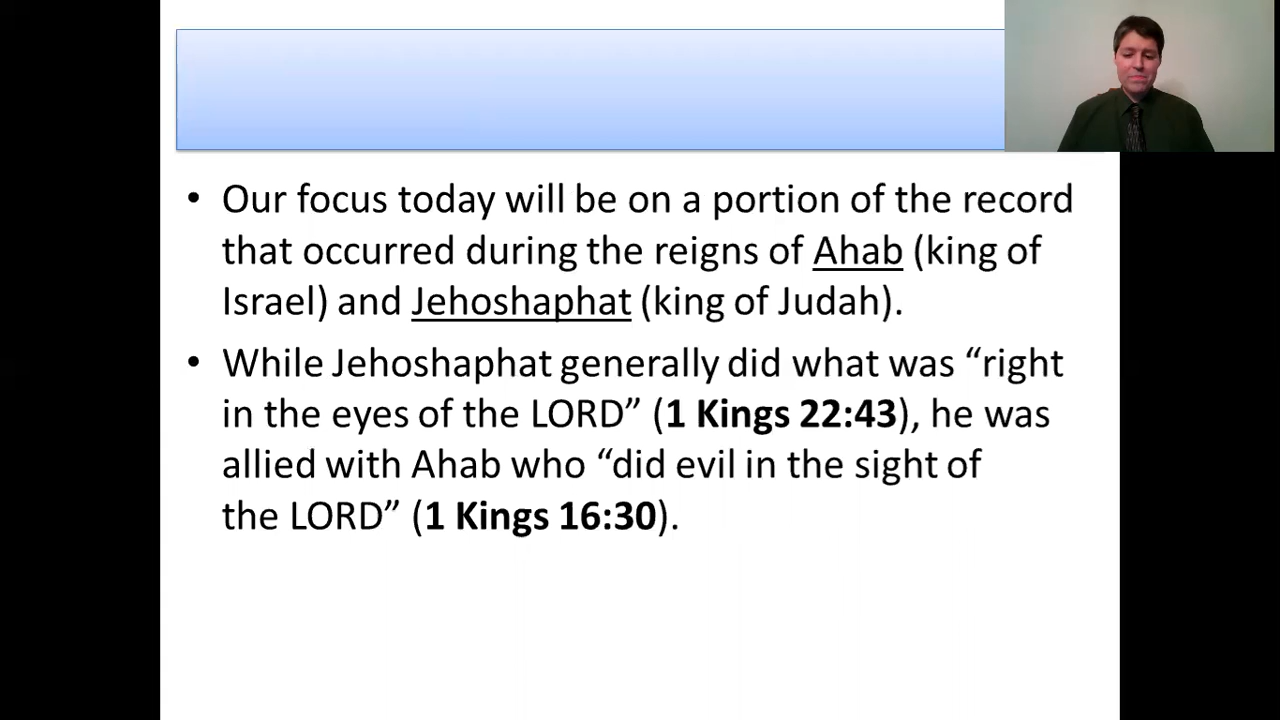 • Our focus today will be on a portion of the record
that occurred during the reigns of Ahab (king of
Israel) and Jehoshaphat (king of Judah).
• While Jehoshaphat generally did what was “right
in the eyes of the LORD” (1 Kings 22:43), he was
allied with Ahab who “did evil in the sight of
the LORD” (1 Kings 16:30).